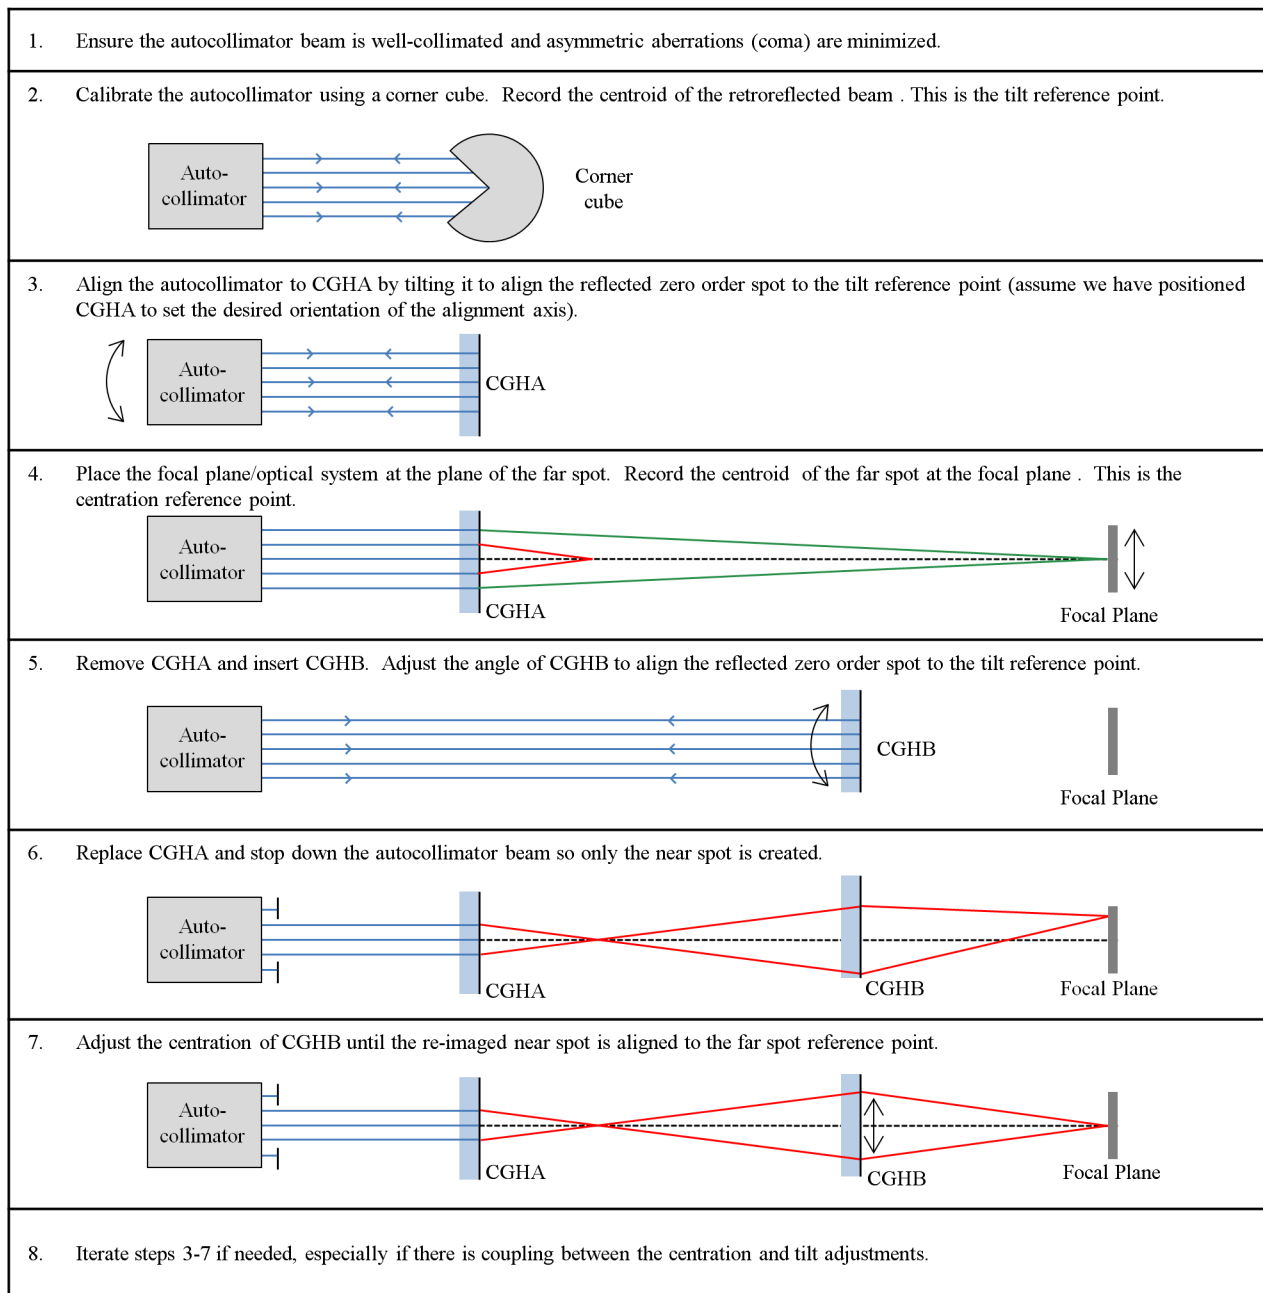 1. Ensure the autocollimator beam is well-collimated and asymmetric aberrations (coma) are minimized.
2. Calibrate the autocollimator using a corner cube. Record the centroid of the retroreflected beam . This is the tilt reference point.
Auto-
collimator
Corner
cube
3. Align the autocollimator to CGHA by tilting it to align the reflected zero order spot to the tilt reference point (assume we have positioned
CGHA to set the desired orientation of the alignment axis).
Auto-
collimator
CGHA
4. Place the focal plane/optical system at the plane of the far spot. Record the centroid of the far spot at the focal plane . This is the
centration reference point.
Auto-
collimator
CGHA
Focal Plane
5. Remove CGHA and insert CGHB. Adjust the angle of CGHB to align the reflected zero order spot to the tilt reference point.
Auto-
collimator
CGHB
Focal Plane
6. Replace CGHA and stop down the autocollimator beam so only the near spot is created.
Auto-
collimator
CGHA
CGHB
Focal Plane
7. Adjust the centration of CGHB until the re-imaged near spot is aligned to the far spot reference point.
Auto-
collimator
CGHA
CGHB
Focal Plane
8. Iterate steps 3-7 if needed, especially if there is coupling between the centration and tilt adjustments.